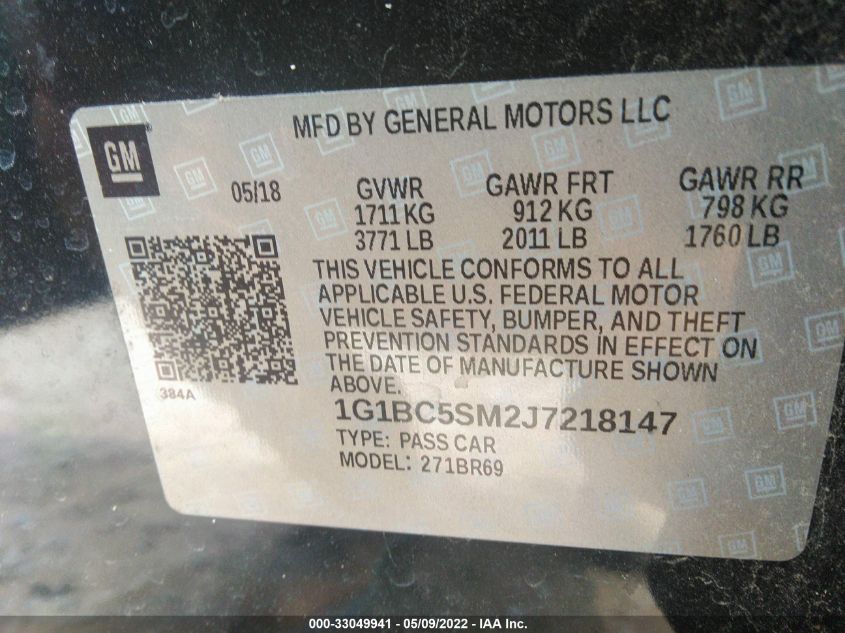 MFD BY GENERAL MOTORS LLC
GM
05/18
GVWR GAWR FRT GAWR RR
1711 KG 912 KG 798 KG
3771 LB 2011 LB 1760 LB
THIS VEHICLE CONFORMS TO ALL
APPLICABLE U.S. FEDERAL MOTOR
VEHICLE SAFETY, BUMPER, AND THEFT
PREVENTION STANDARDS IN EFFECT ON
THE DATE OF MANUFACTURE SHOWN
ABOVE.
384A
1G1BC5SM2J7218147
TYPE: PASS CAR
MODEL: 271BR69
000-33049941 - 05/09/2022 - IAA Inc.